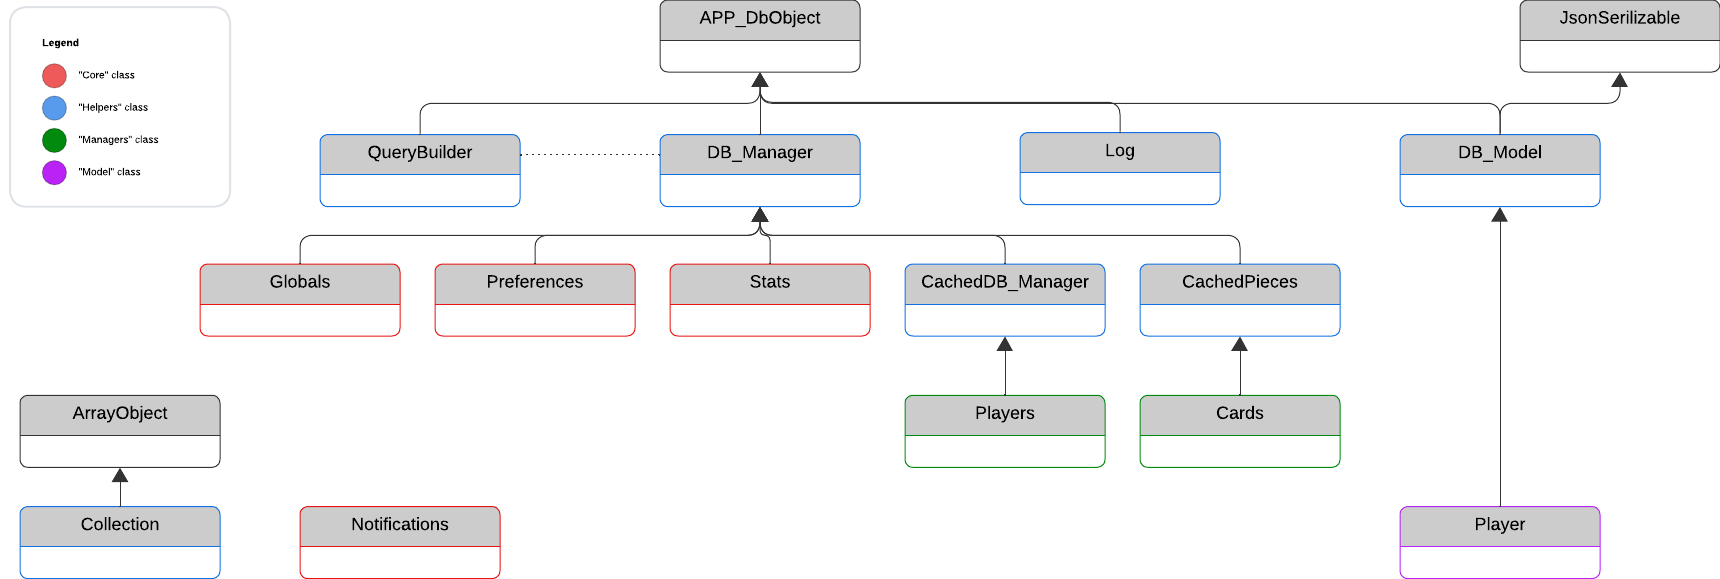 APP_DbObject
JsonSerilizable
Legend
"Core" class
"Helpers" class
"Managers" class
"Model" class
QueryBuilder
DB_Manager
Log
DB_Model
Globals
Preferences
Stats
CachedDB_Manager
CachedPieces
ArrayObject
Players
Cards
Collection
Notifications
Player